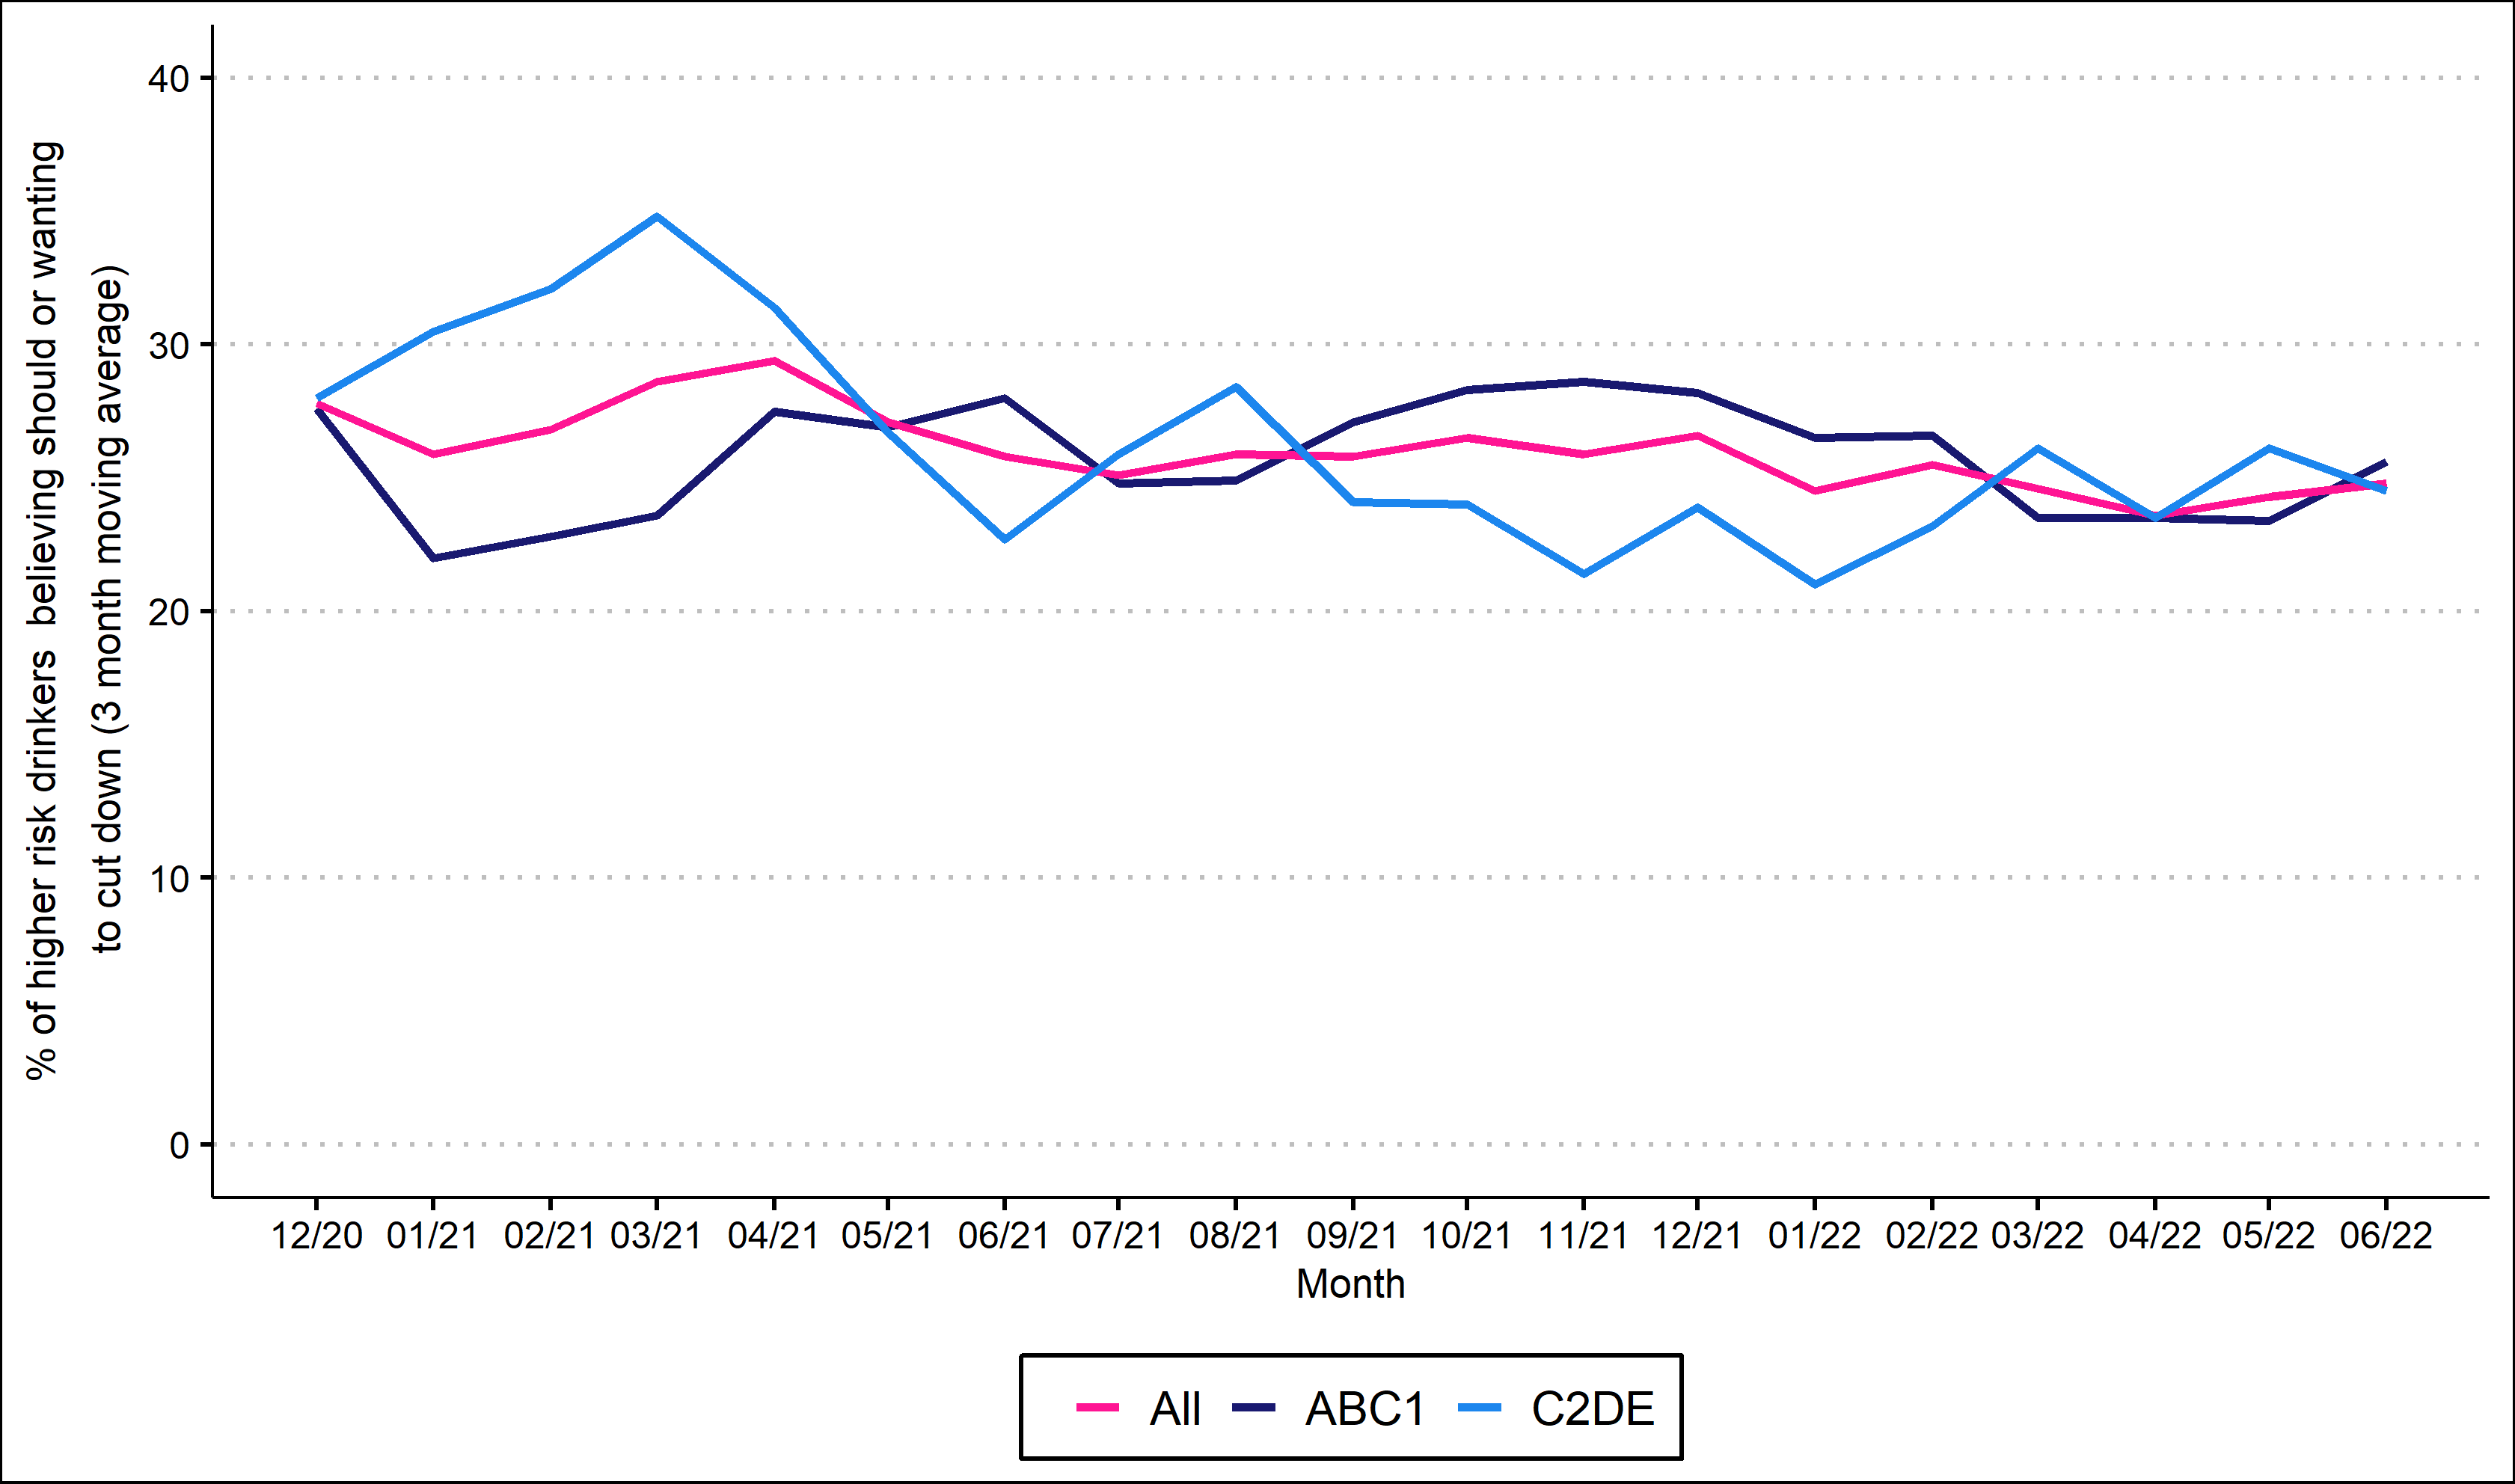 % of higher risk drinkers  believing should or wanting
to cut down (3 month moving average)
40
30
20
10
0
12/20 01/21 02/21 03/21 04/21 05/21 06/21 07/21 08/21 09/21 10/21 11/21 12/21 01/22 02/22 03/22 04/22 05/22 06/22
Month
All ABC1 C2DE